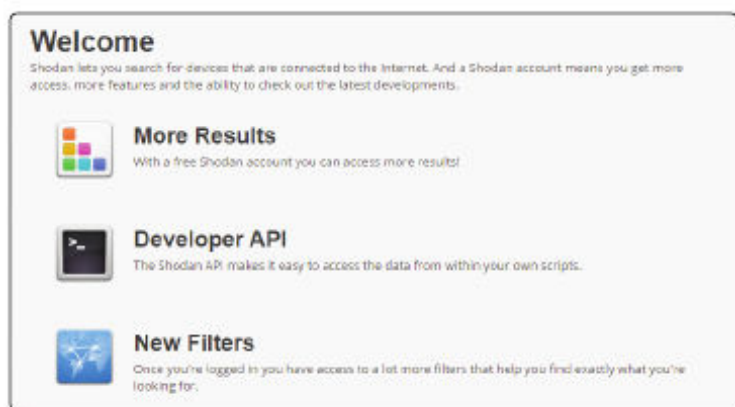 Welcome
Shodan lets you search for devices that are connected to the Internet. And a Shodan account means you get more
access, more features and the ability to check out the latest developments.
More Results
With a free Shodan account you can access more results!
>_
Developer API
The Shodan API makes it easy to access the data from within your own scripts.
New Filters
Once you're logged in you have access to a lot more filters that help you find exactly what you're
looking for.